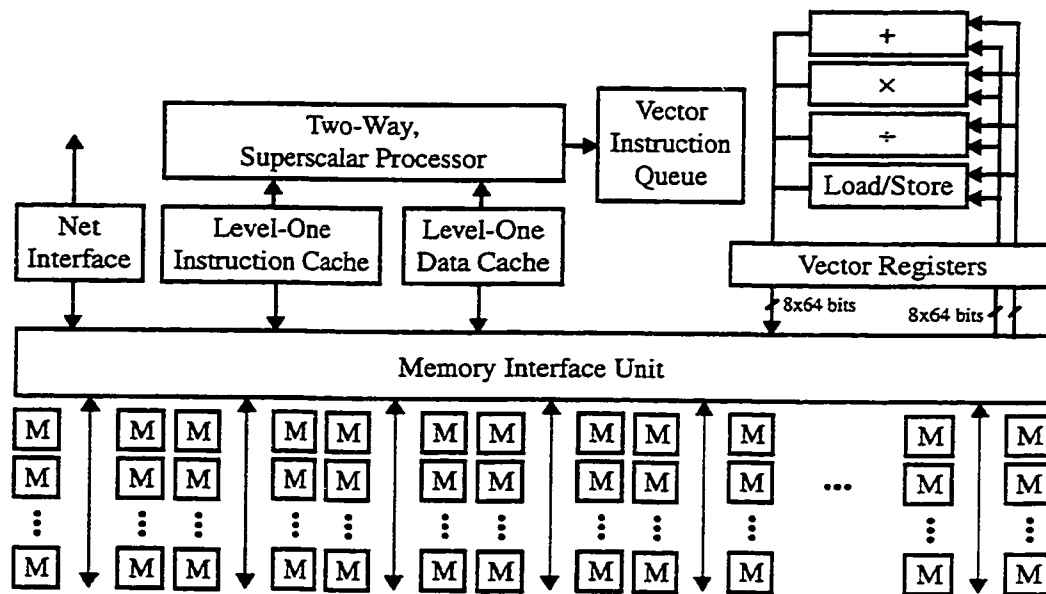 +
×
÷
Load/Store
Two-Way,
Superscalar Processor
Vector
Instruction
Queue
Net
Interface
Level-One
Instruction Cache
Level-One
Data Cache
Vector Registers
8x64 bits
8x64 bits
Memory Interface Unit
M M M M M M M M M M M M
M M M M M M M M M M ... M M
M M M M M M M M M M M M